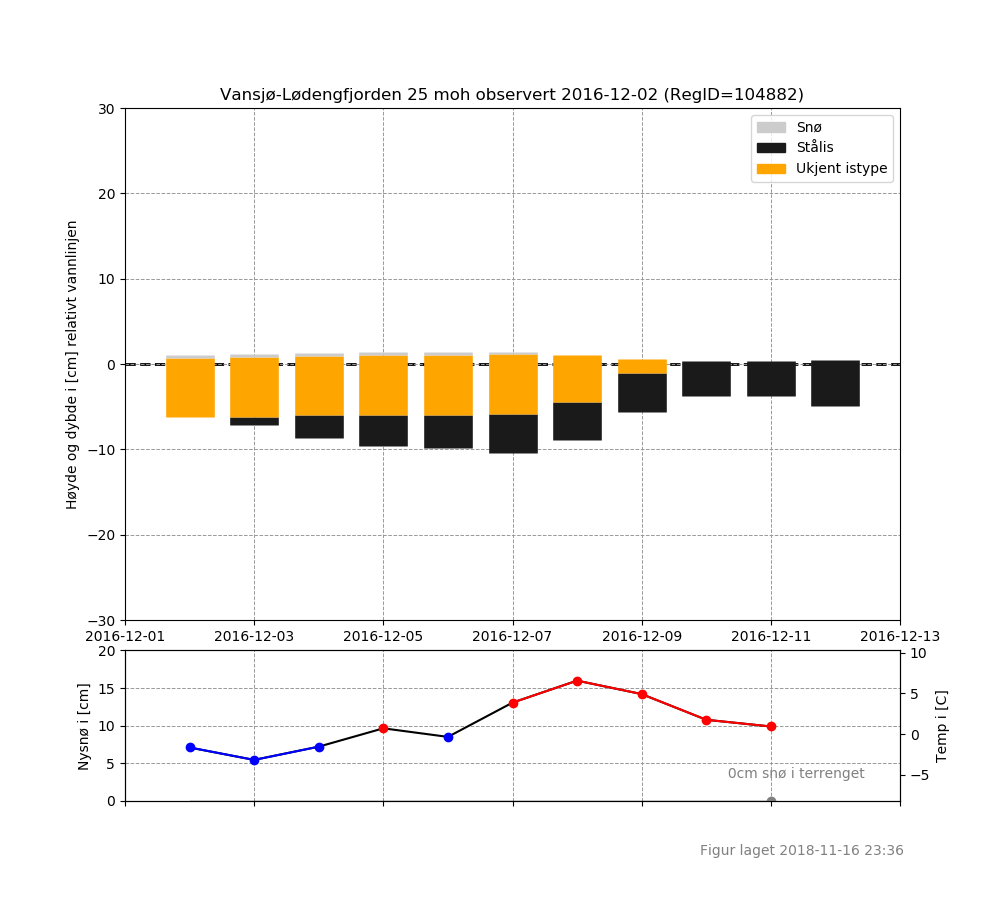 Vansjø-Lødengfjorden 25 moh observert 2016-12-02 (RegID=104882)
Snø
Stålis
Ukjent istype
Høyde og dybde i [cm] relativt vannlinjen
30
20
10
0
−10
−20
−30
2016-12-01 2016-12-03 2016-12-05 2016-12-07 2016-12-09 2016-12-11 2016-12-13
Nysnø i [cm]
20
15
10
5
0
10
5
0
−5
Temp i [C]
0cm snø i terrenget
Figur laget 2018-11-16 23:36